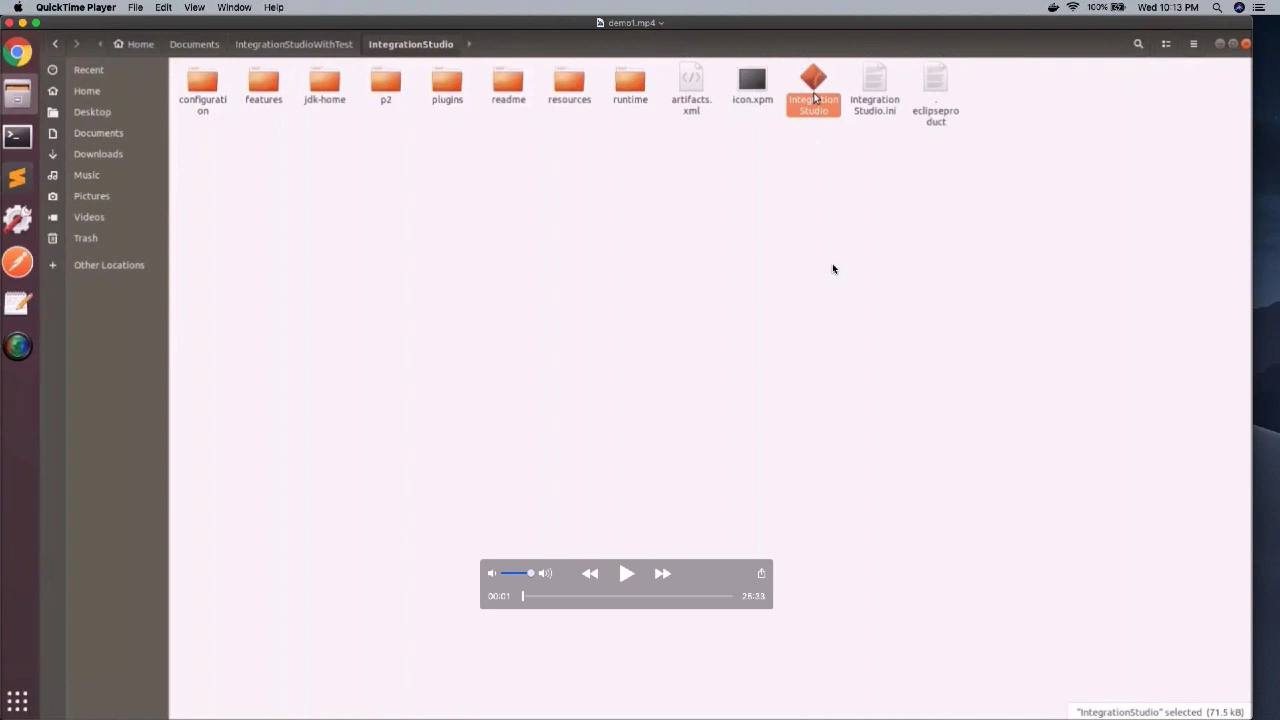 QuickTime Player File Edit View Window Help 100% Wed 10:13 PM
demo1.mp4
Home Documents IntegrationStudioWithTest IntegrationStudio
Recent
Home
Desktop
Documents
Downloads
Music
Pictures
Videos
Trash
+ Other Locations
configurati
on
features
jdk-home
p2
plugins
readme
resources
runtime
artifacts.
xml
icon.xpm
Integration
Studio
Integration
Studio.ini
.
eclipsepro
duct
00:01 26:33
"IntegrationStudio" selected (71.5 kB)